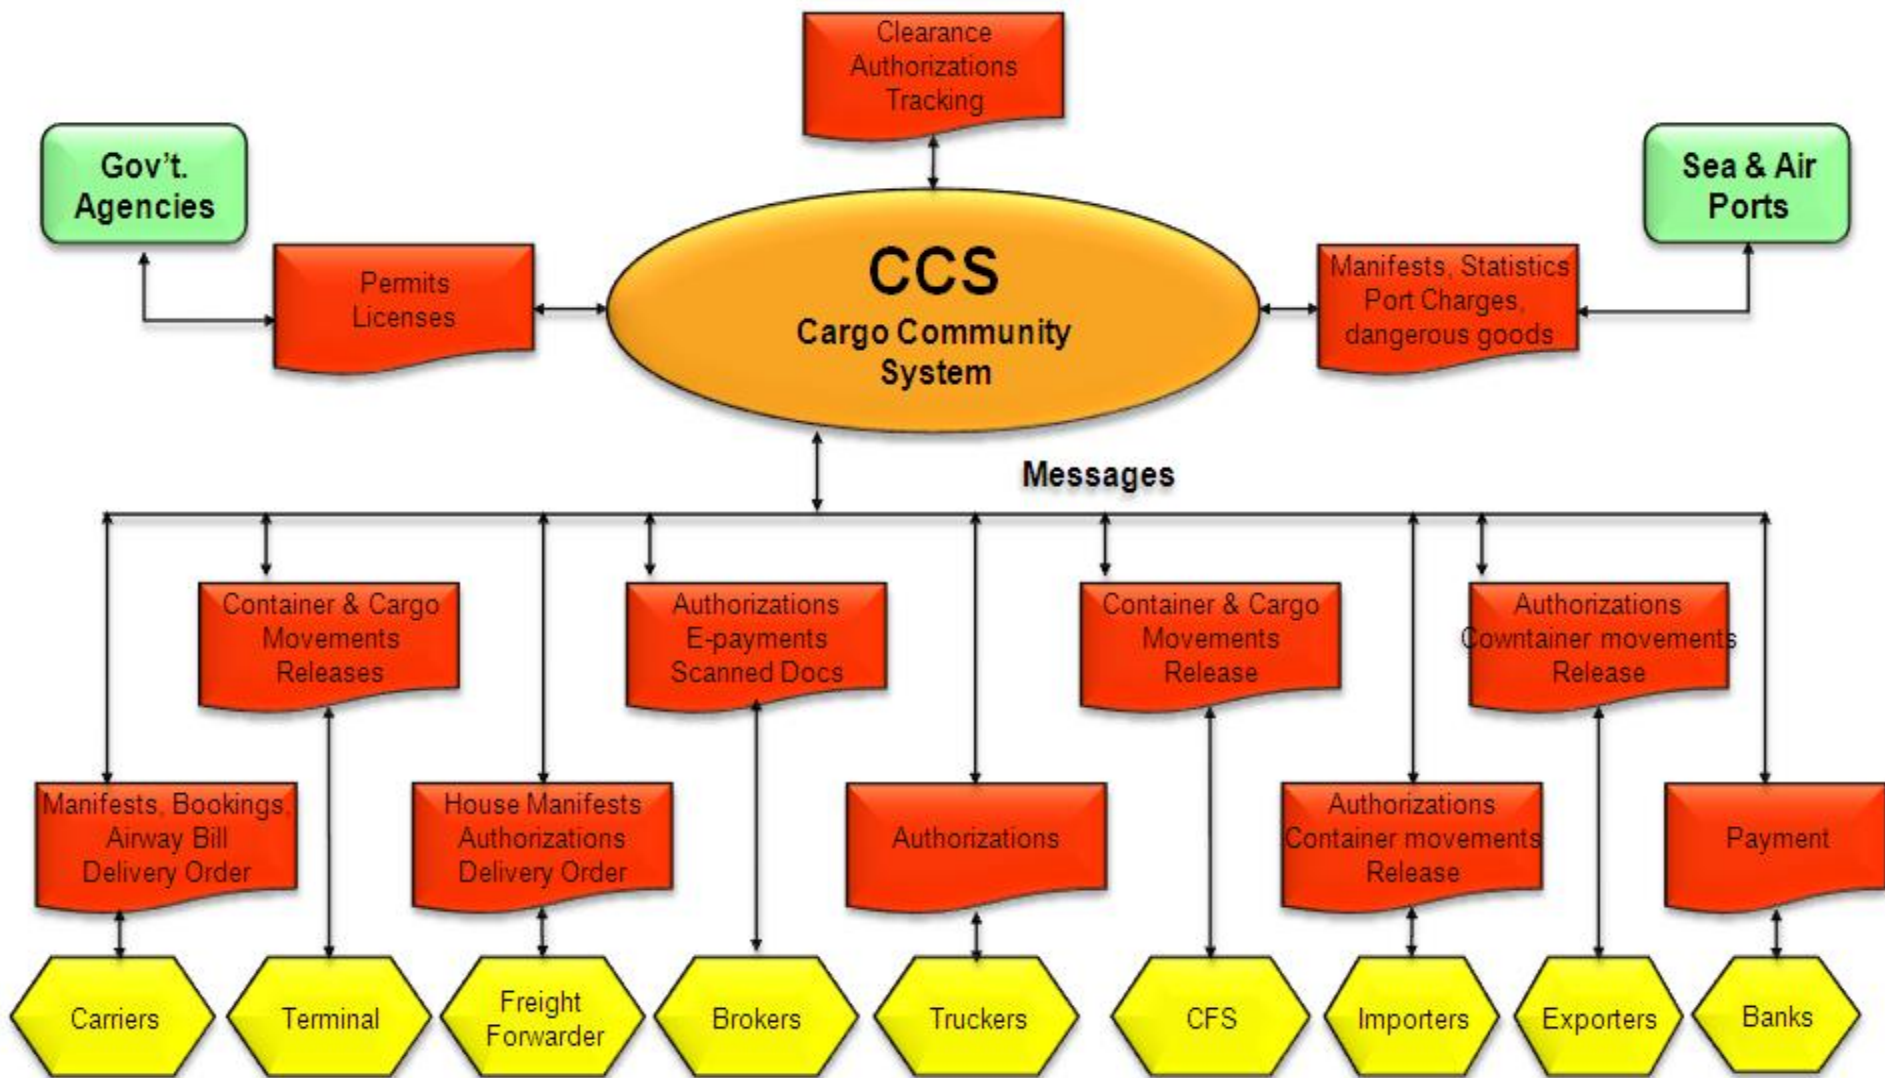 Clearance
Authorizations
Tracking
Gov't.
Agencies
Sea & Air
Ports
Permits
Licenses
CCS
Cargo Community
System
Manifests, Statistics
Port Charges,
dangerous goods
Messages
Container & Cargo
Movements
Releases
Authorizations
E-payments
Scanned Docs
Container & Cargo
Movements
Release
Authorizations
Cowntainer movements
Release
Manifests, Bookings,
Airway Bill
Delivery Order
House Manifests
Authorizations
Delivery Order
Authorizations
Authorizations
Container movements
Release
Payment
Carriers
Terminal
Freight
Forwarder
Brokers
Truckers
CFS
Importers
Exporters
Banks